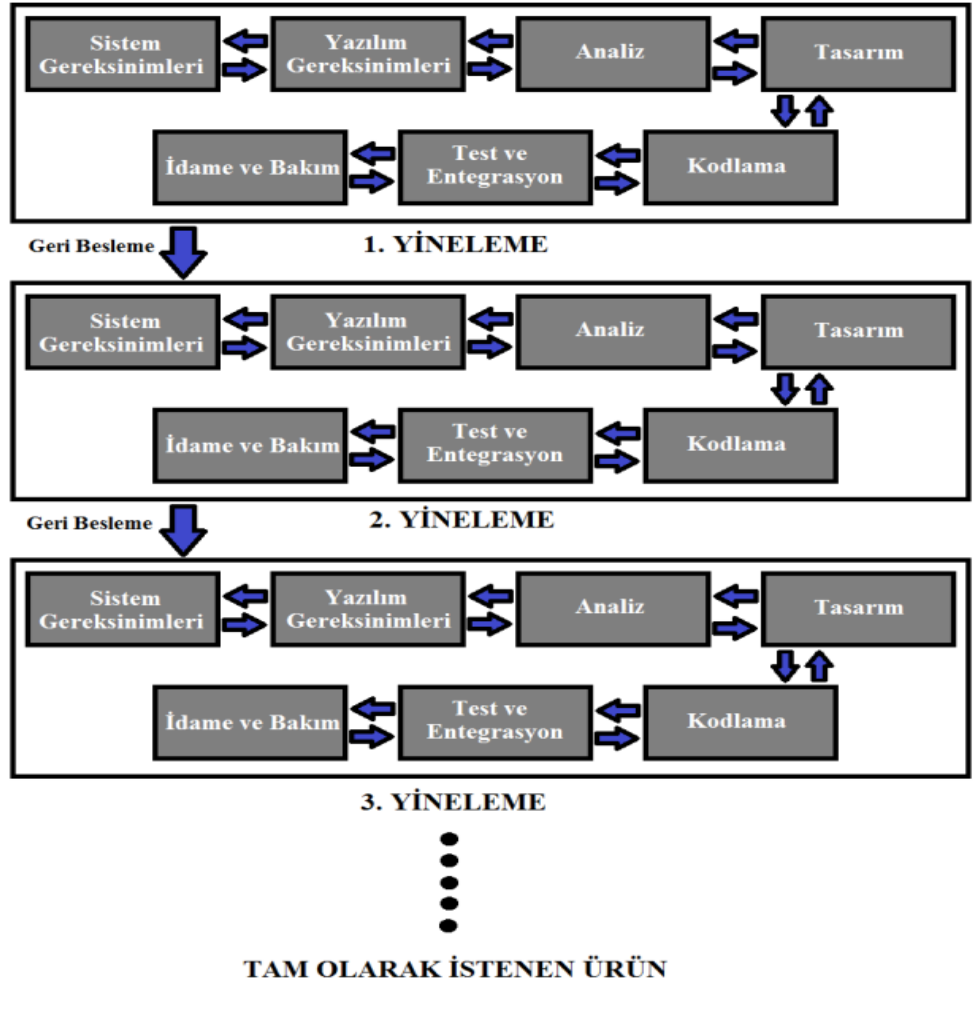 Sistem
Gereksinimleri
Yazılım
Gereksinimleri
Analiz
Tasarım
İdame ve Bakım
Test ve
Entegrasyon
Kodlama
Geri Besleme
1. YİNELEME
Sistem
Gereksinimleri
Yazılım
Gereksinimleri
Analiz
Tasarım
İdame ve Bakım
Test ve
Entegrasyon
Kodlama
Geri Besleme
2. YİNELEME
Sistem
Gereksinimleri
Yazılım
Gereksinimleri
Analiz
Tasarım
İdame ve Bakım
Test ve
Entegrasyon
Kodlama
3. YİNELEME
TAM OLARAK İSTENEN ÜRÜN